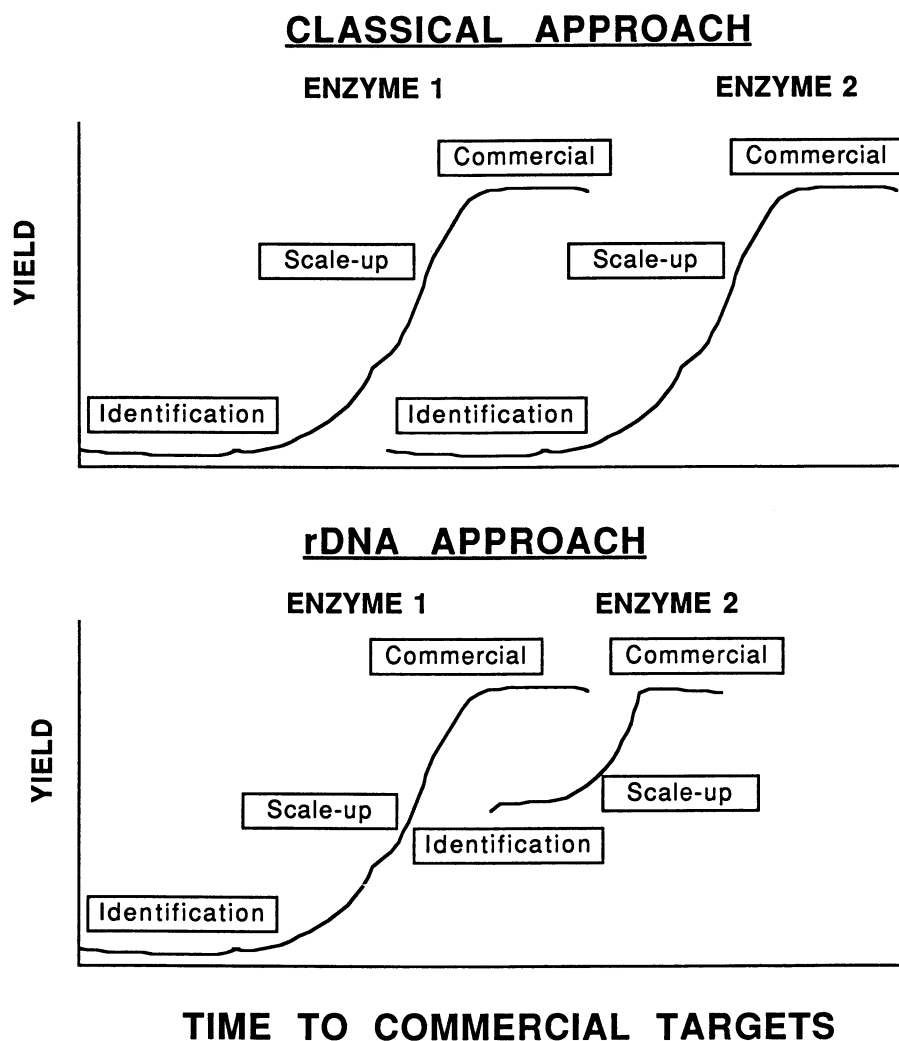 CLASSICAL APPROACH
ENZYME 1
ENZYME 2
Commercial
Commercial
Scale-up
Scale-up
YIELD
Identification
Identification
rDNA APPROACH
ENZYME 1
ENZYME 2
Commercial
Commercial
YIELD
Scale-up
Scale-up
Identification
Identification
TIME TO COMMERCIAL TARGETS